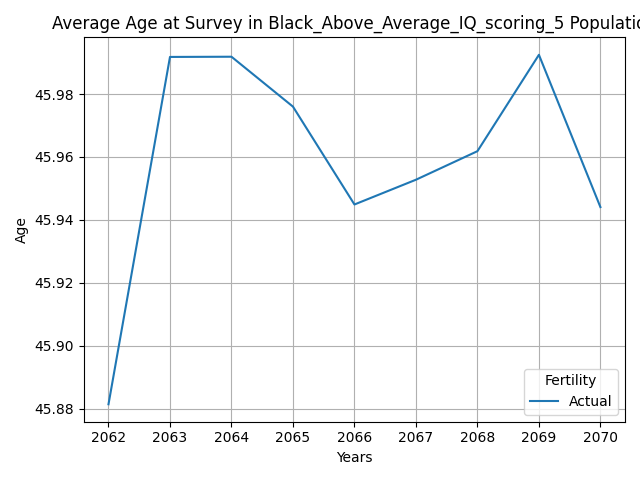 Average Age at Survey in Black_Above_Average_IQ_scoring_5 Populatio
45.98
45.96
45.94
45.92
45.90
45.88
Age
Fertility
Actual
2062 2063 2064 2065 2066 2067 2068 2069 2070
Years